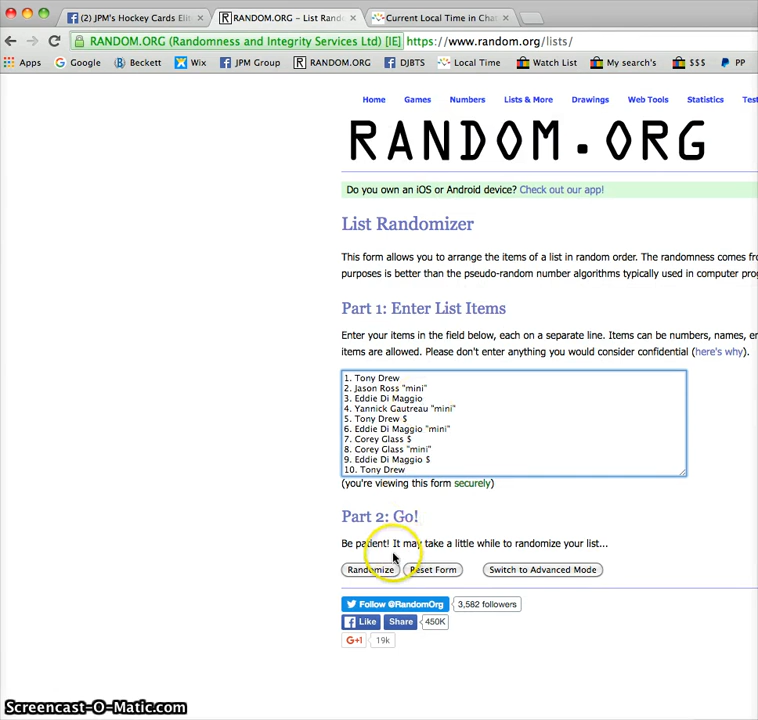 (2) JPM's Hockey Cards Elit
RANDOM.ORG - List Rando
Current Local Time in Chat
RANDOM.ORG (Randomness and Integrity Services Ltd) [IE] https://www.random.org/lists/
Apps Google Beckett Wix JPM Group RANDOM.ORG DJBTS Local Time Watch List My search's $$$ PP
Home Games Numbers Lists & More Drawings Web Tools Statistics Test
RANDOM.ORG
Do you own an iOS or Android device? Check out our app!
List Randomizer
This form allows you to arrange the items of a list in random order. The randomness comes fro
purposes is better than the pseudo-random number algorithms typically used in computer prog
Part 1: Enter List Items
Enter your items in the field below, each on a separate line. Items can be numbers, names, en
items are allowed. Please don't enter anything you would consider confidential (here's why).
1. Tony Drew
2. Jason Ross "mini"
3. Eddie Di Maggio
4. Yannick Gautreau "mini"
5. Tony Drew $
6. Eddie Di Maggio "mini"
7. Corey Glass $
8. Corey Glass "mini"
9. Eddie Di Maggio $
10. Tony Drew
(you're viewing this form securely)
Part 2: Go!
Be patient! It may take a little while to randomize your list...
Randomize Reset Form Switch to Advanced Mode
Follow @RandomOrg 3,582 followers
Like Share 450K
G+1 19k
Screencast-O-Matic.com